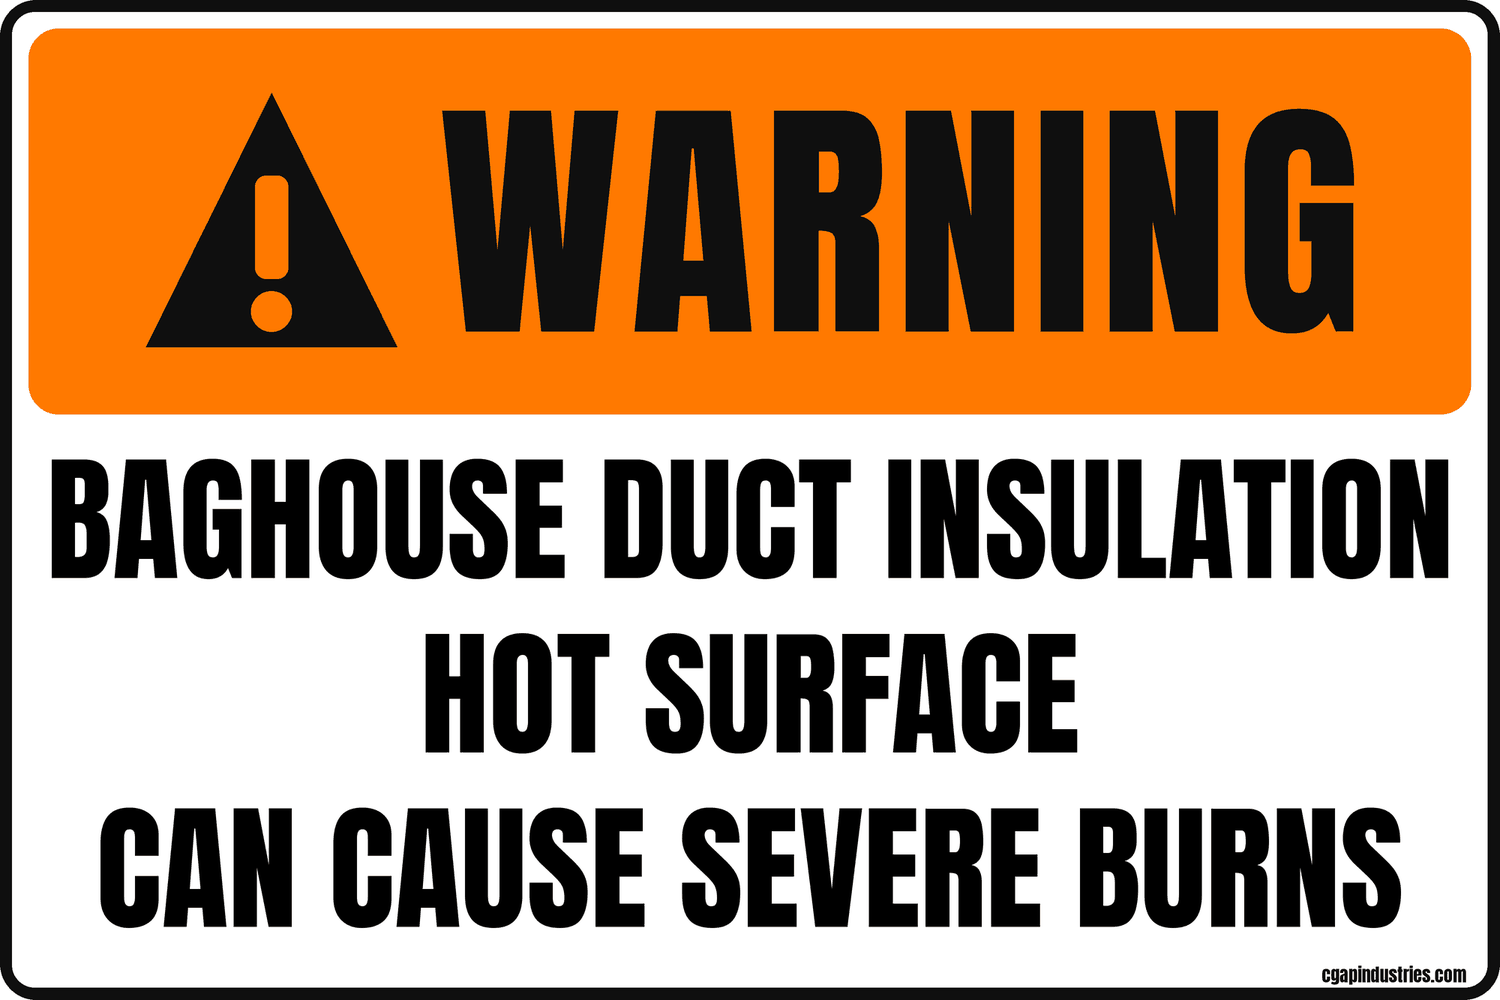 WARNING
BAGHOUSE DUCT INSULATION
HOT SURFACE
CAN CAUSE SEVERE BURNS
cgapindustries.com